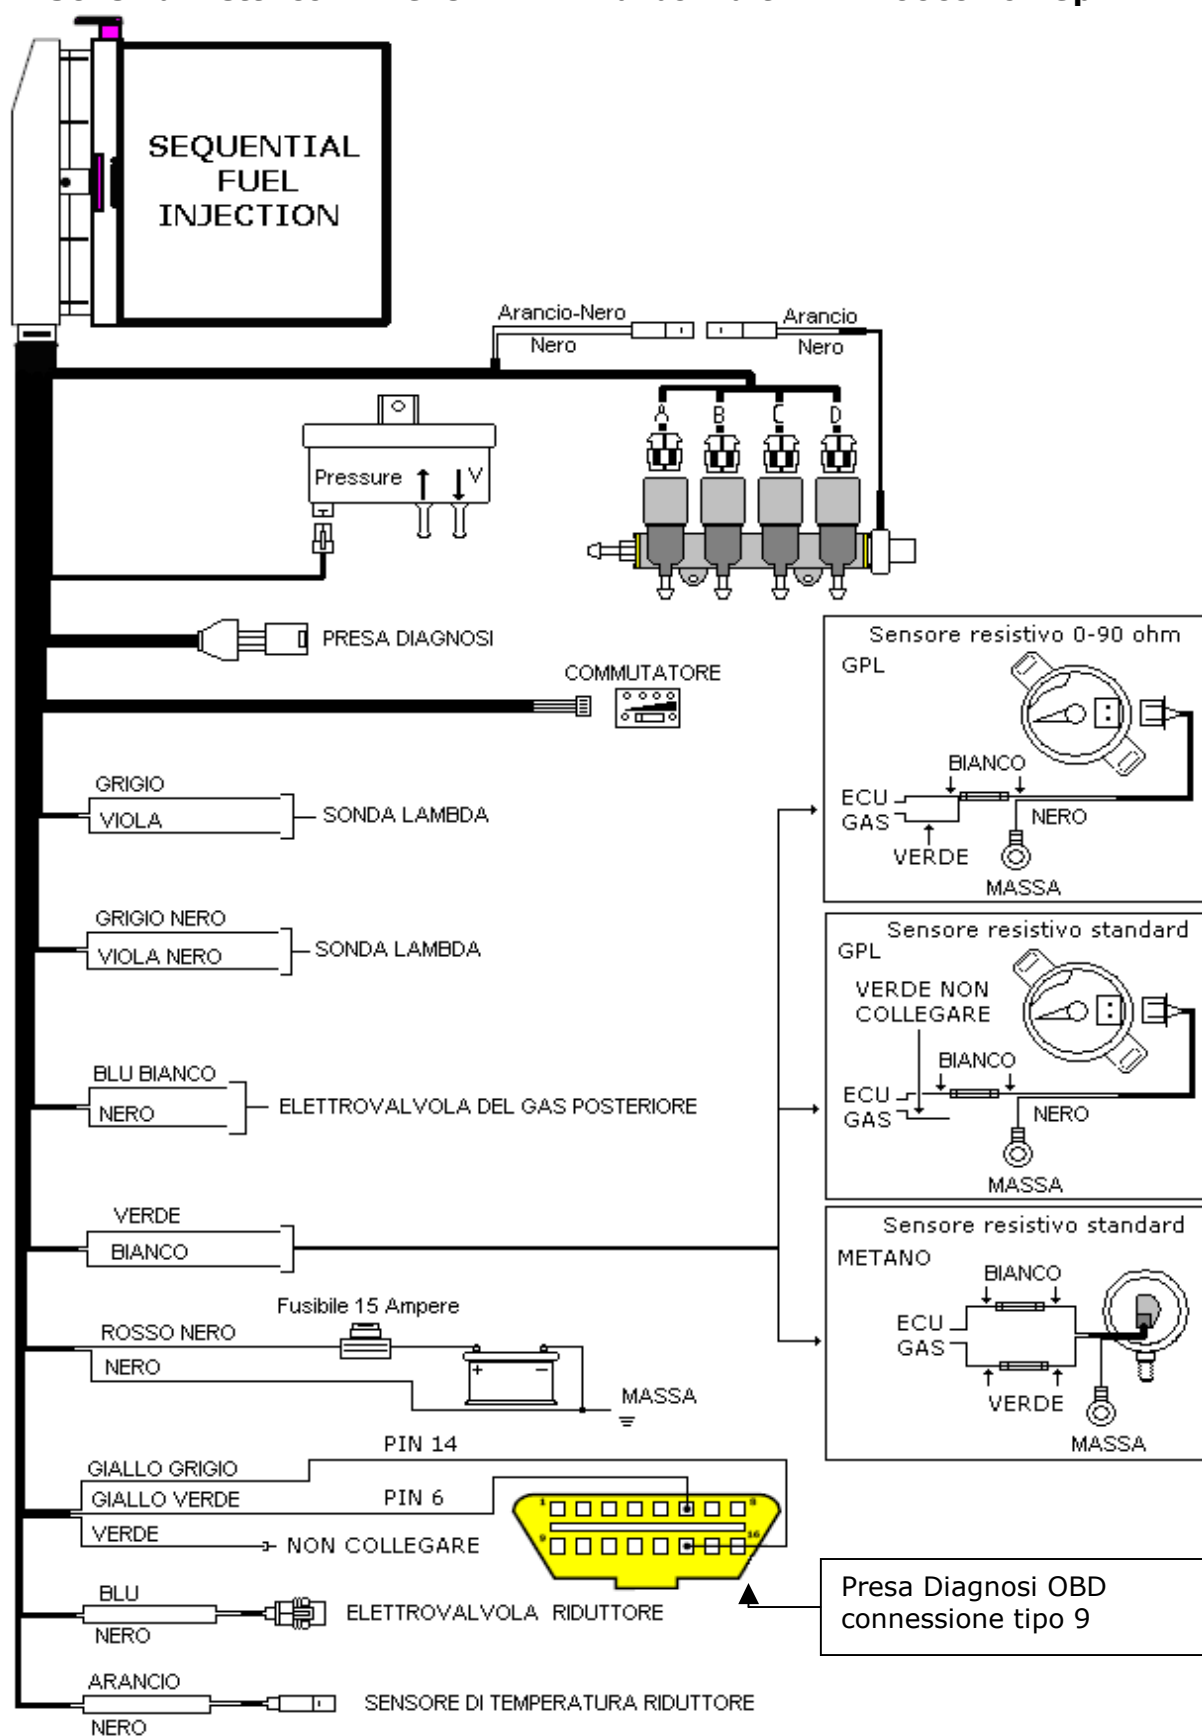 SEQUENTIAL
FUEL
INJECTION
Arancio-Nero
Nero
Arancio
Nero
A B C D
Pressure
V
PRESA DIAGNOSI
COMMUTATORE
Sensore resistivo 0-90 ohm
GPL
BIANCO
ECU
GAS
NERO
VERDE
MASSA
GRIGIO
VIOLA
SONDA LAMBDA
GRIGIO NERO
VIOLA NERO
SONDA LAMBDA
Sensore resistivo standard
GPL
VERDE NON
COLLEGARE
BIANCO
ECU
GAS
NERO
MASSA
BLU BIANCO
NERO
ELETTROVALVOLA DEL GAS POSTERIORE
VERDE
BIANCO
Sensore resistivo standard
METANO
BIANCO
ECU
GAS
VERDE
MASSA
Fusibile 15 Ampere
ROSSO NERO
NERO
+ −
MASSA
PIN 14
GIALLO GRIGIO
GIALLO VERDE
PIN 6
VERDE
NON COLLEGARE
1 8
9 16
Presa Diagnosi OBD
connessione tipo 9
BLU
NERO
ELETTROVALVOLA RIDUTTORE
ARANCIO
NERO
SENSORE DI TEMPERATURA RIDUTTORE